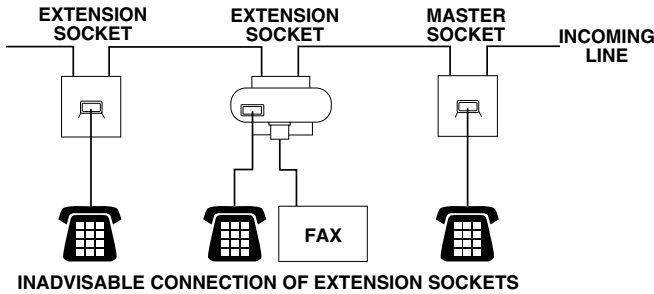 EXTENSION
SOCKET
EXTENSION
SOCKET
MASTER
SOCKET
INCOMING
LINE
FAX
INADVISABLE CONNECTION OF EXTENSION SOCKETS